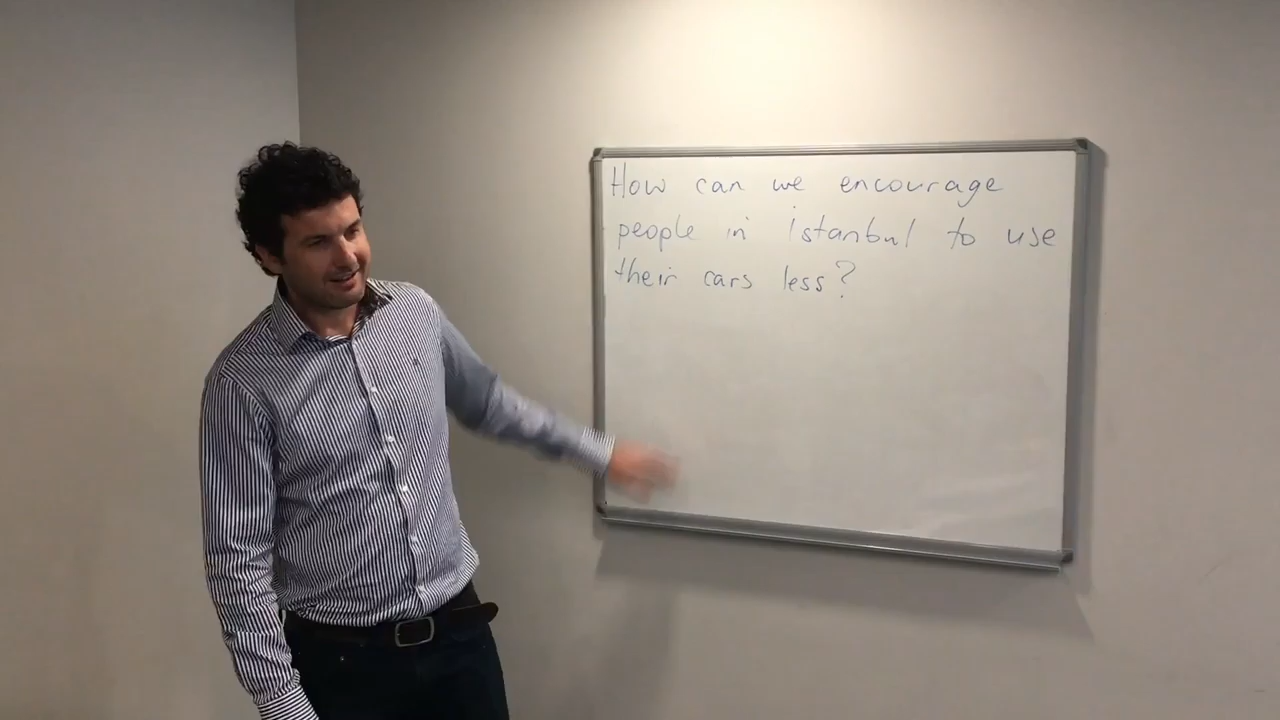 How can we encourage
people in istanbul to use
their cars less?